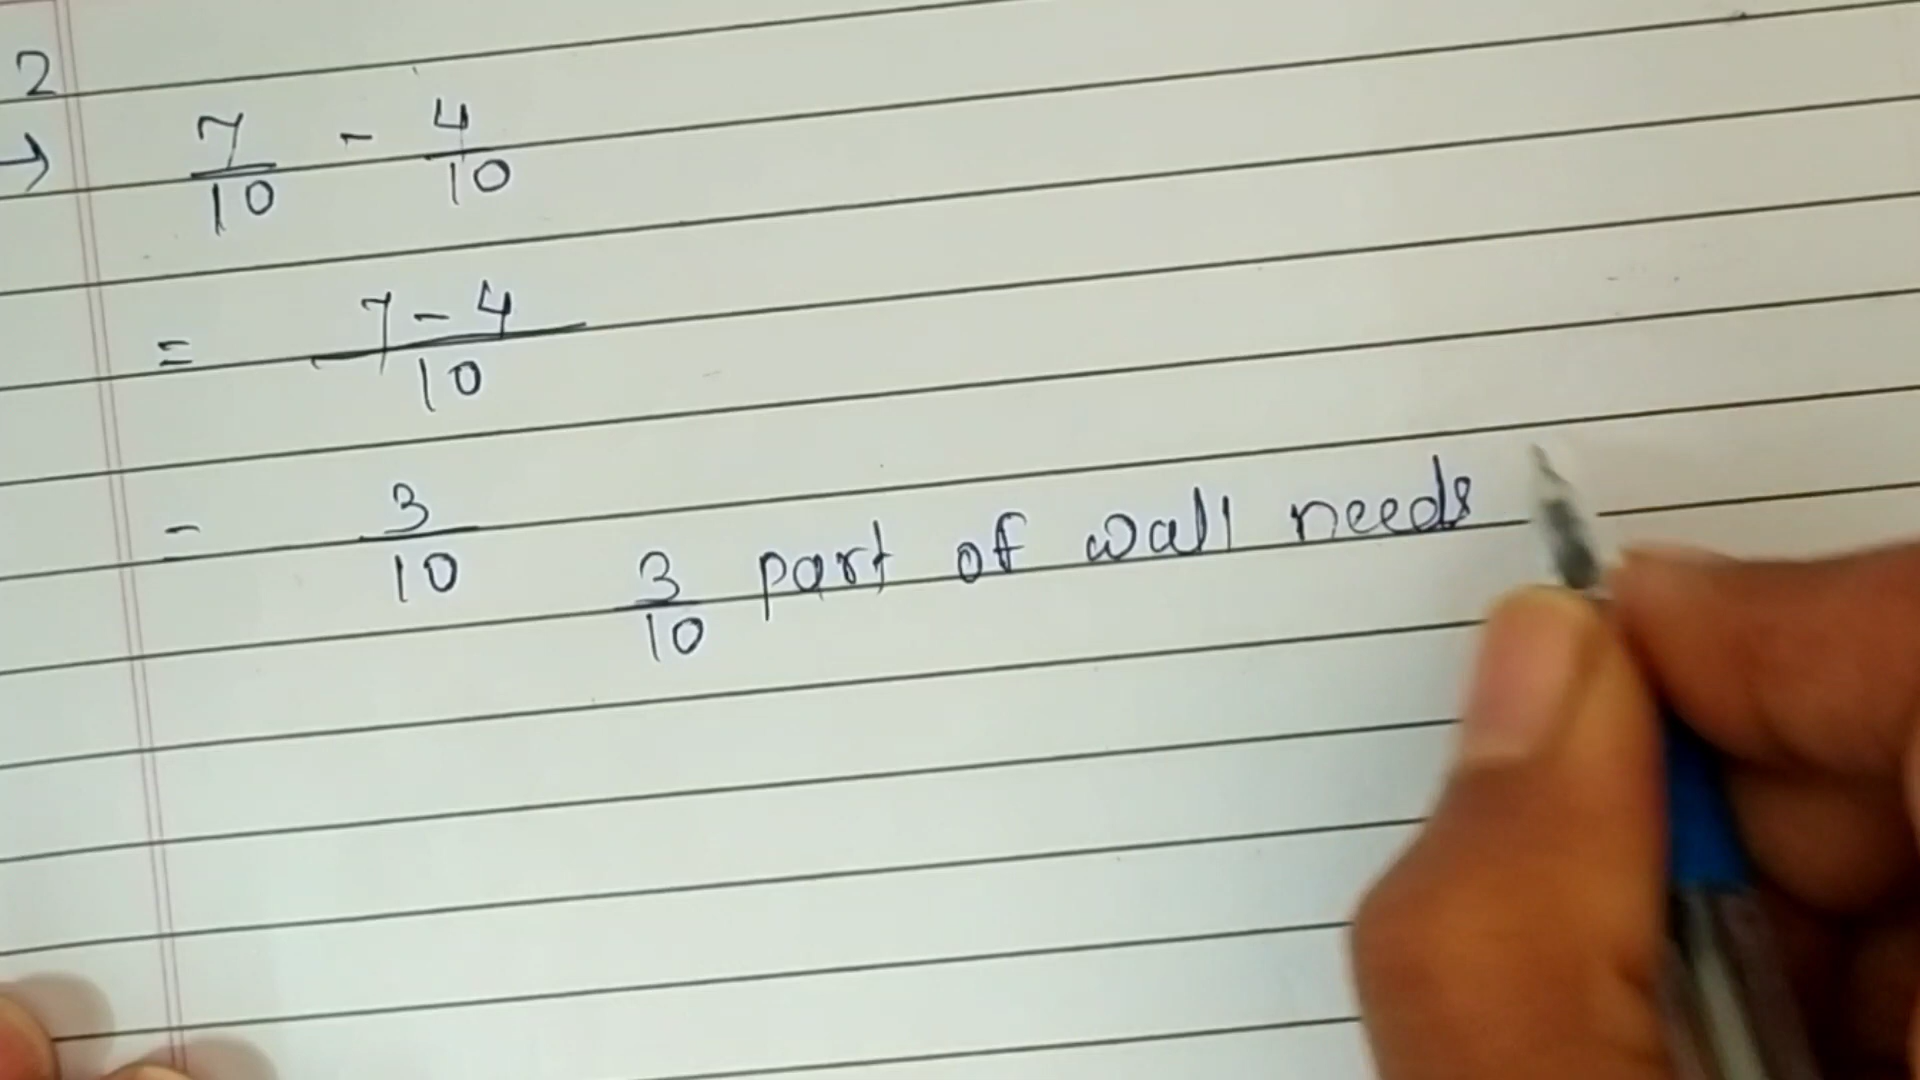 2
→ 7/10 - 4/10
= 7-4/10
- 3/10
3/10 part of wall needs